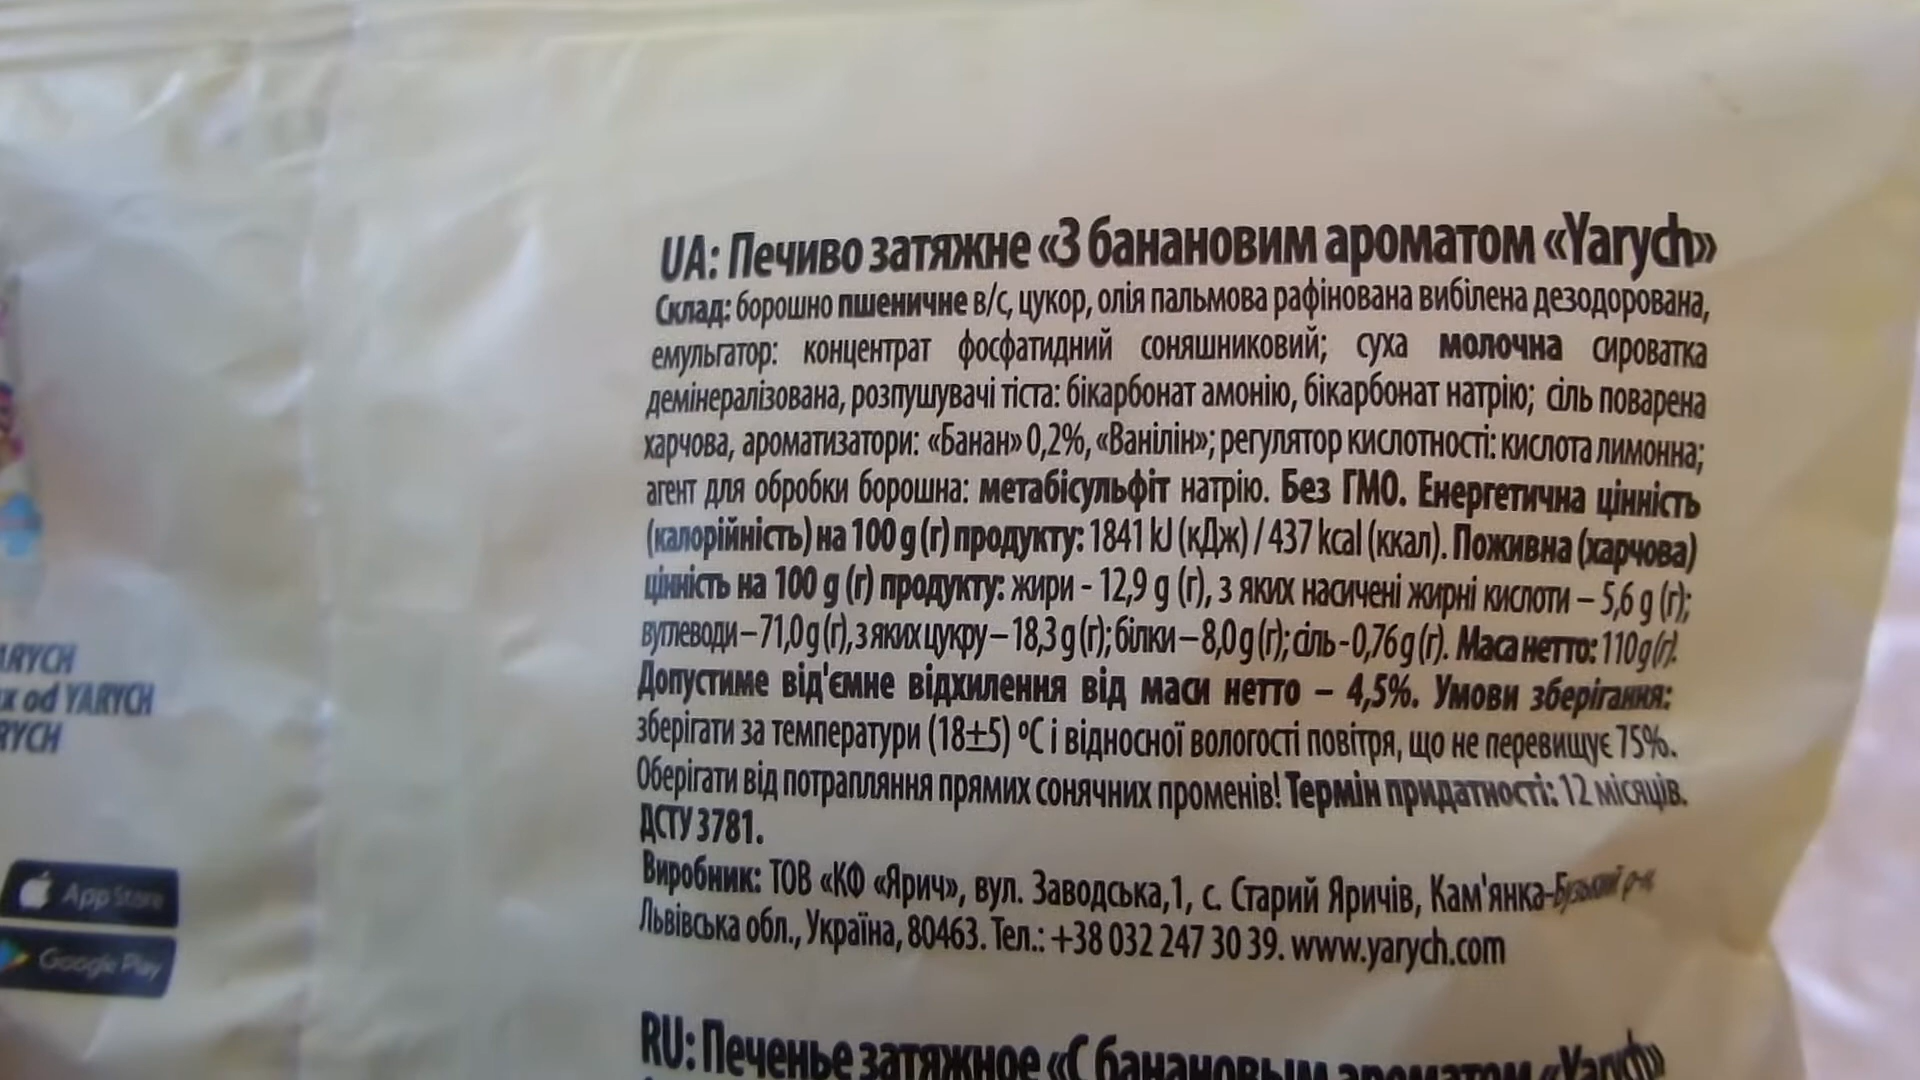 UA: Печиво затяжне «З банановим ароматом «Yarych»
Склад: борошно пшеничне в/с, цукор, олія пальмова рафінована вибілена дезодорована,
емульгатор: концентрат фосфатидний соняшниковий; суха молочна сироватка
демінералізована, розпушувачі тіста: бікарбонат амонію, бікарбонат натрію; сіль поварена
харчова, ароматизатори: «Банан» 0,2%, «Ванілін»; регулятор кислотності: кислота лимонна;
агент для обробки борошна: метабісульфіт натрію. Без ГМО. Енергетична цінність
(калорійність) на 100 g (г) продукту: 1841 kJ (кДж) / 437 kcal (ккал). Поживна (харчова)
цінність на 100 g (г) продукту: жири - 12,9 g (г), з яких насичені жирні кислоти – 5,6 g (г);
вуглеводи – 71,0 g (г), з яких цукру – 18,3 g (г); білки – 8,0 g (г); сіль - 0,76 g (г). Маса нетто: 110 g (г).
Допустиме від'ємне відхилення від маси нетто – 4,5%. Умови зберігання:
зберігати за температури (18±5) °C і відносної вологості повітря, що не перевищує 75%.
Оберігати від потрапляння прямих сонячних променів! Термін придатності: 12 місяців.
ДСТУ 3781.
Виробник: ТОВ «КФ «Ярич», вул. Заводська,1, с. Старий Яричів, Кам'янка-Бузький р-н
Львівська обл., Україна, 80463. Тел.: +38 032 247 30 39. www.yarych.com
RU: Печенье затяжное «С банановым ароматом «Yarych»
ARYCH
od YARYCH
RYCH
App Store
Google Play